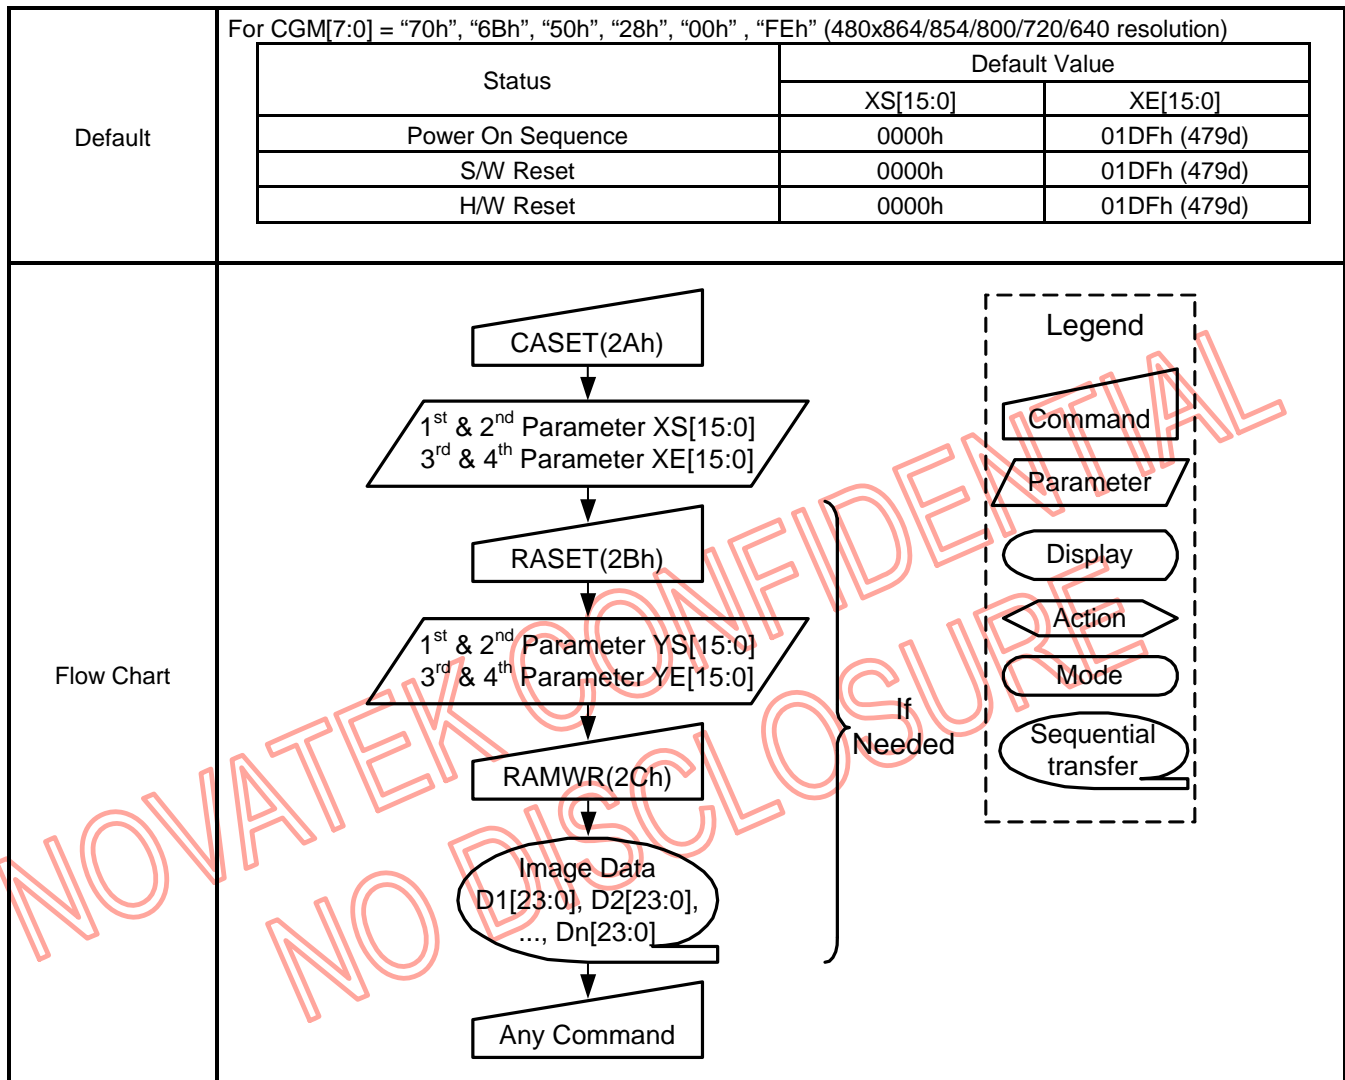 For CGM[7:0] = “70h”, “6Bh”, “50h”, “28h”, “00h” , “FEh” (480x864/854/800/720/640 resolution)
Status
Default Value
XS[15:0] XE[15:0]
Default
Power On Sequence 0000h 01DFh (479d)
S/W Reset 0000h 01DFh (479d)
H/W Reset 0000h 01DFh (479d)
Flow Chart
CASET(2Ah)
1st & 2nd Parameter XS[15:0]
3rd & 4th Parameter XE[15:0]
RASET(2Bh)
1st & 2nd Parameter YS[15:0]
3rd & 4th Parameter YE[15:0]
RAMWR(2Ch)
Image Data
D1[23:0], D2[23:0],
..., Dn[23:0]
Any Command
If
Needed
Legend
Command
Parameter
Display
Action
Mode
Sequential
transfer
NOVATEK CONFIDENTIAL
NO DISCLOSURE